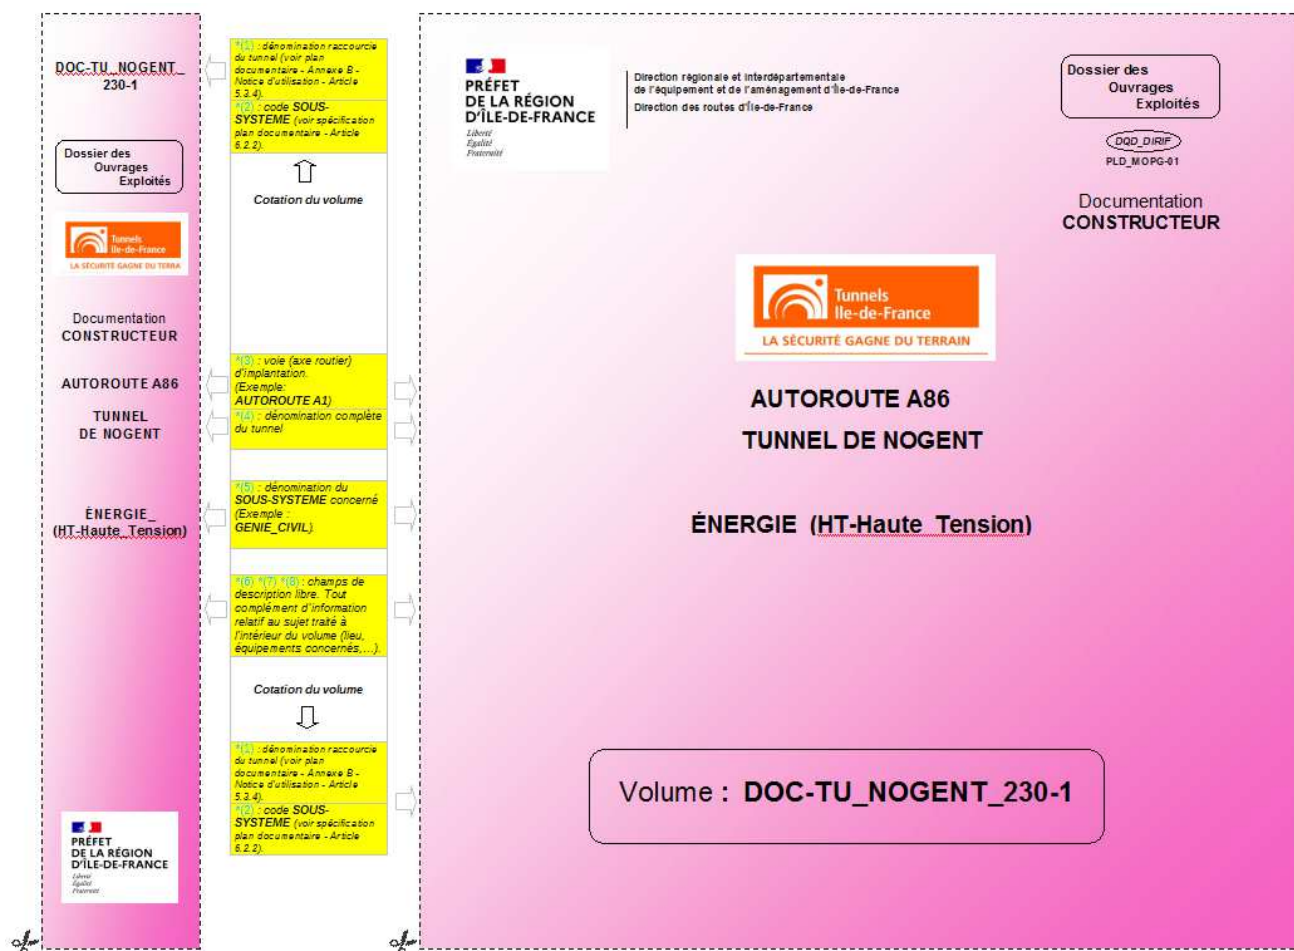 DOC-TU_NOGENT_
230-1
Dossier des
Ouvrages
Exploités
Tunnels
Ile-de-France
LA SÉCURITÉ GAGNE DU TERRA
Documentation
CONSTRUCTEUR
AUTOROUTE A86
TUNNEL
DE NOGENT
ÉNERGIE_
(HT-Haute_Tension)
PRÉFET
DE LA RÉGION
D'ÎLE-DE-FRANCE
Liberté
Égalité
Fraternité
*(1) : dénomination raccourcie
du tunnel (voir plan
documentaire - Annexe B -
Notice d'utilisation - Article
5.3.4).
*(2) : code SOUS-
SYSTEME (voir spécification
plan documentaire - Article
6.2.2).
Cotation du volume
*(3) : voie (axe routier)
d'implantation.
(Exemple:
AUTOROUTE A1)
*(4) : dénomination complète
du tunnel
*(5) : dénomination du
SOUS-SYSTEME concerné
(Exemple :
GENIE_CIVIL).
*(6) *(7) *(8) : champs de
description libre. Tout
complément d'information
relatif au sujet traité à
l'intérieur du volume (lieu,
équipements concernés,...).
Cotation du volume
*(1) : dénomination raccourcie
du tunnel (voir plan
documentaire - Annexe B -
Notice d'utilisation - Article
5.3.4).
*(2) : code SOUS-
SYSTEME (voir spécification
plan documentaire - Article
6.2.2).
PRÉFET
DE LA RÉGION
D'ÎLE-DE-FRANCE
Liberté
Égalité
Fraternité
Direction régionale et interdépartementale
de l'équipement et de l'aménagement d'Île-de-France
Direction des routes d'Île-de-France
Dossier des
Ouvrages
Exploités
DQD_DIRIF
PLD_MOPG-01
Documentation
CONSTRUCTEUR
Tunnels
Ile-de-France
LA SÉCURITÉ GAGNE DU TERRAIN
AUTOROUTE A86
TUNNEL DE NOGENT
ÉNERGIE (HT-Haute_Tension)
Volume : DOC-TU_NOGENT_230-1